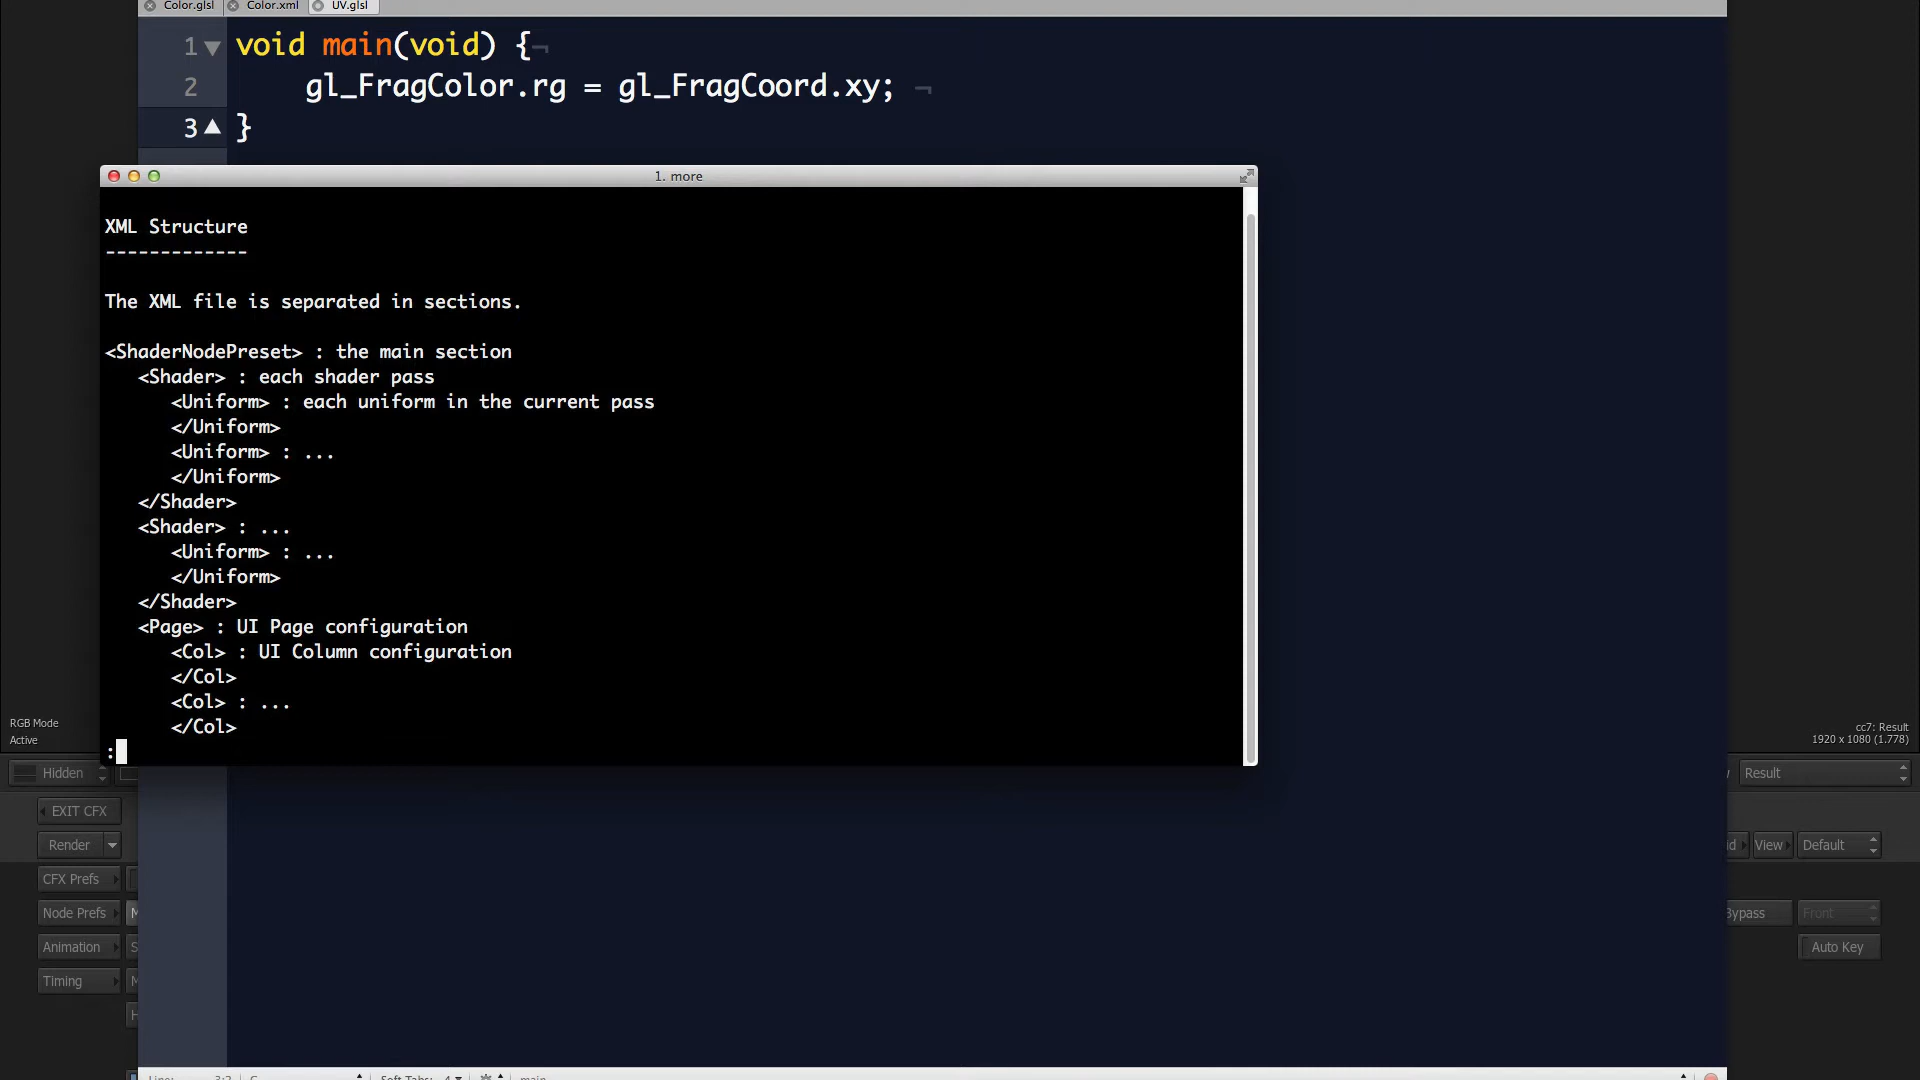 Color.glsl Color.xml UV.glsl
1 void main(void) {¬
2 gl_FragColor.rg = gl_FragCoord.xy; ¬
3 }
1. more
XML Structure
-------------
The XML file is separated in sections.
<ShaderNodePreset> : the main section
<Shader> : each shader pass
<Uniform> : each uniform in the current pass
</Uniform>
<Uniform> : ...
</Uniform>
</Shader>
<Shader> : ...
<Uniform> : ...
</Uniform>
</Shader>
<Page> : UI Page configuration
<Col> : UI Column configuration
</Col>
<Col> : ...
</Col>
:
RGB Mode
Active
cc7: Result
1920 x 1080 (1.778)
Hidden
Result
EXIT CFX
Render
View
Default
CFX Prefs
Node Prefs
Bypass
Front
Animation
Auto Key
Timing